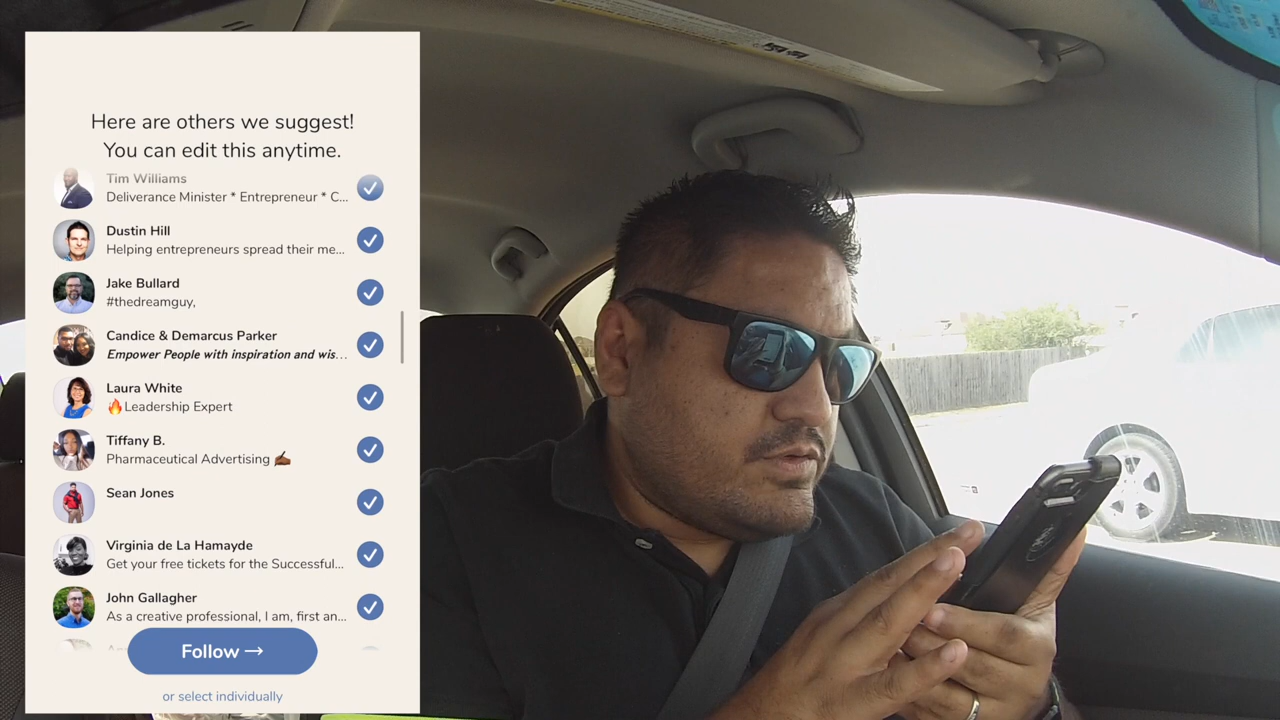 Here are others we suggest!
You can edit this anytime.
Tim Williams
Deliverance Minister * Entrepreneur * C...
Dustin Hill
Helping entrepreneurs spread their me...
Jake Bullard
#thedreamguy,
Candice & Demarcus Parker
Empower People with inspiration and wis...
Laura White
🔥Leadership Expert
Tiffany B.
Pharmaceutical Advertising ✍🏾
Sean Jones
Virginia de La Hamayde
Get your free tickets for the Successful...
John Gallagher
As a creative professional, I am, first an...
Follow →
or select individually